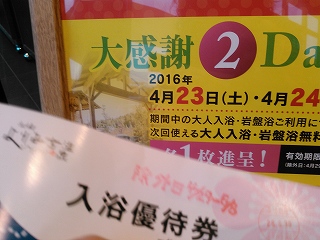 大感謝 2 Da
2016年
4月23日(土)・4月24
期間中の大人入浴・岩盤浴ご利用に
次回使える大人入浴・岩盤浴無料
1枚進呈!
有効期限
入浴優待券